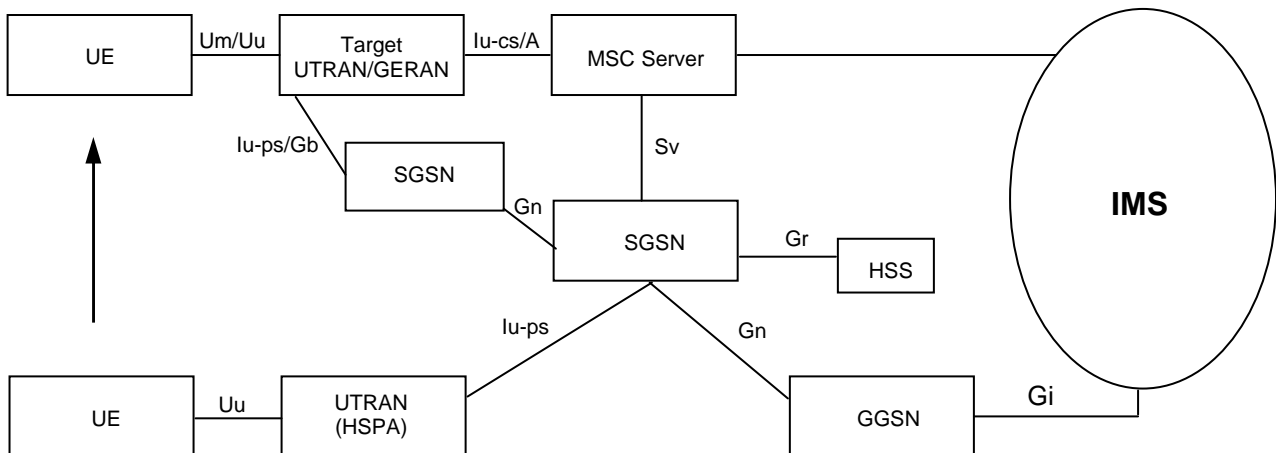 UE
Um/Uu
Target
UTRAN/GERAN
Iu-cs/A
MSC Server
Iu-ps/Gb
SGSN
Sv
Gn
SGSN
Gr
HSS
IMS
Iu-ps
Gn
UE
Uu
UTRAN
(HSPA)
GGSN
Gi